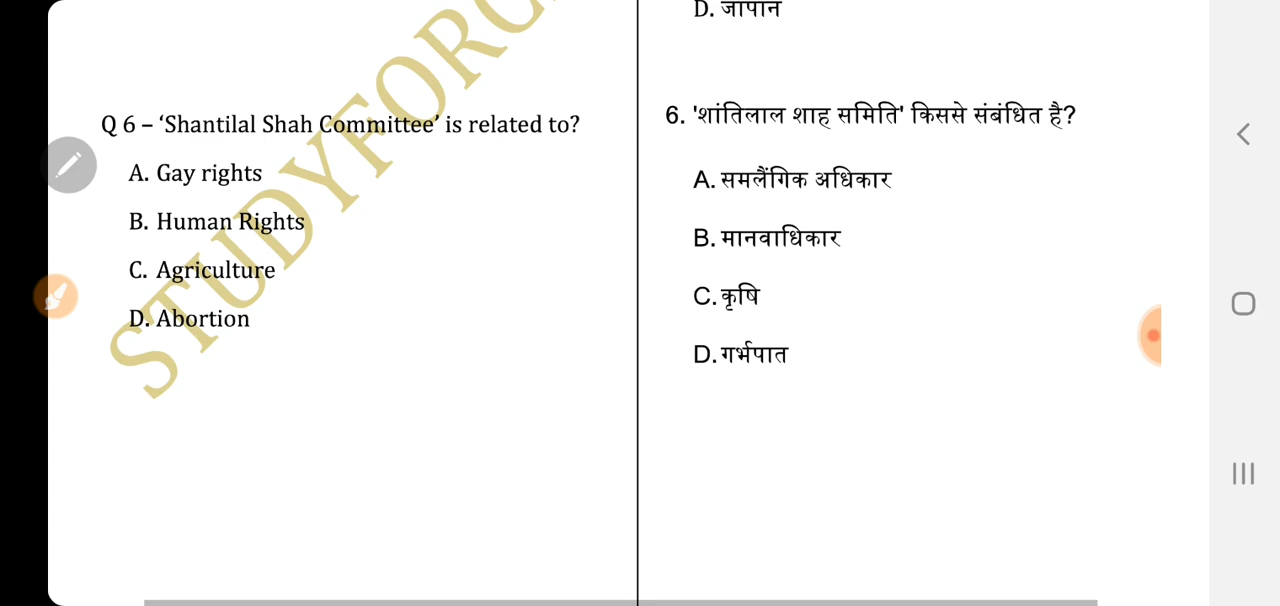 Q 6 – ‘Shantilal Shah Committee’ is related to?
A. Gay rights
B. Human Rights
C. Agriculture
D. Abortion
D. जापान
6. 'शांतिलाल शाह समिति' किससे संबंधित है?
A. समलैंगिक अधिकार
B. मानवाधिकार
C. कृषि
D. गर्भपात
STUDYFORC